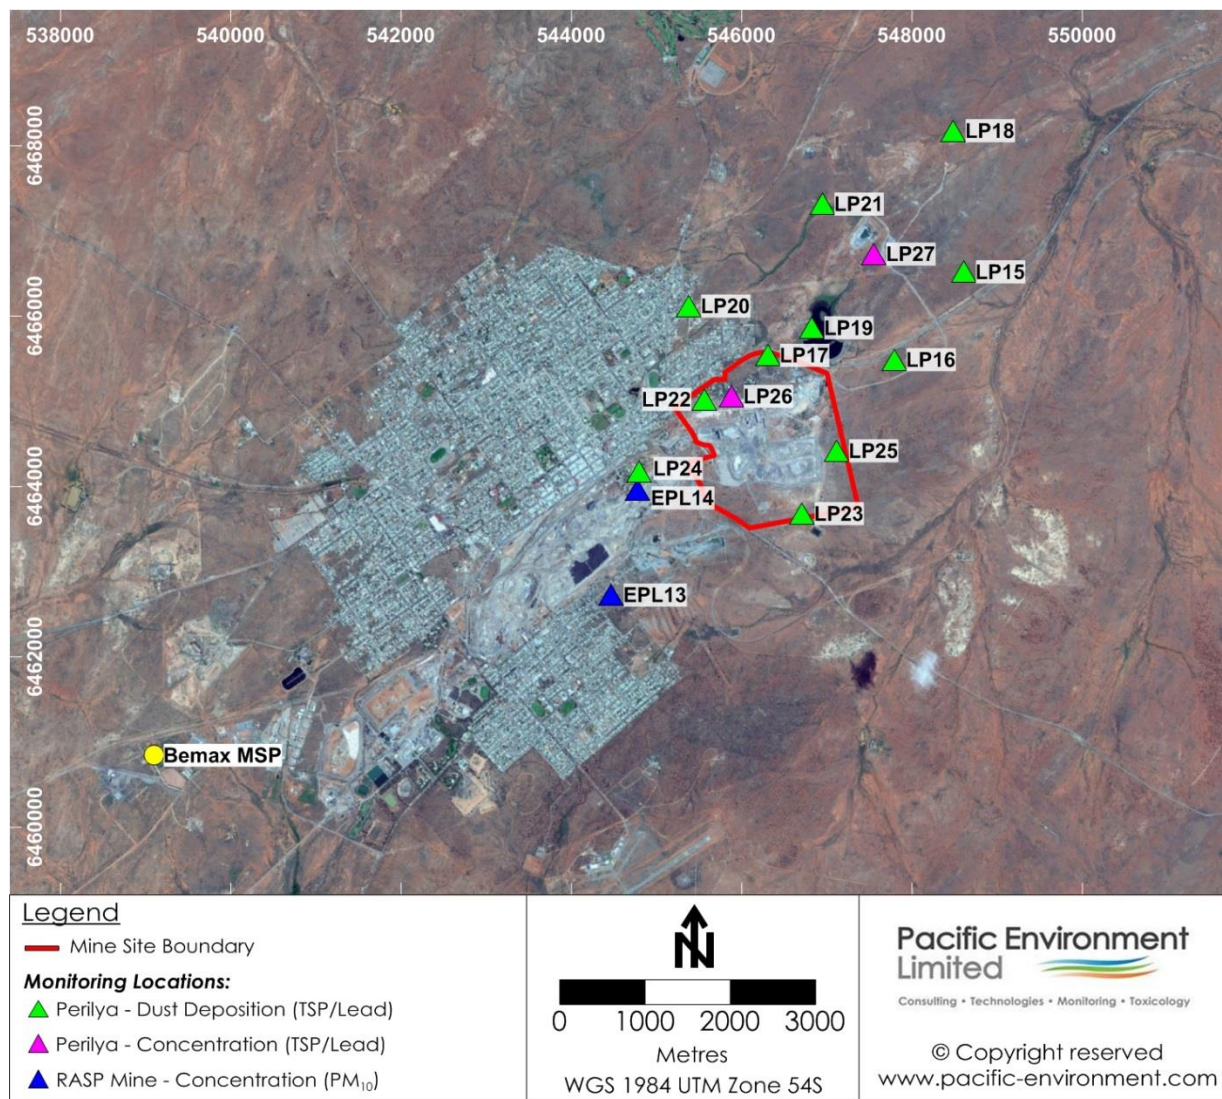 538000 540000 542000 544000 546000 548000 550000
6468000
6466000
6464000
6462000
6460000
LP18
LP21
LP27
LP15
LP20
LP19
LP17
LP16
LP22
LP26
LP25
LP24
EPL14
LP23
EPL13
Bemax MSP
Legend
Mine Site Boundary
Monitoring Locations:
Perilya - Dust Deposition (TSP/Lead)
Perilya - Concentration (TSP/Lead)
RASP Mine - Concentration (PM₁₀)
N
0 1000 2000 3000
Metres
WGS 1984 UTM Zone 54S
Pacific Environment
Limited
Consulting • Technologies • Monitoring • Toxicology
© Copyright reserved
www.pacific-environment.com